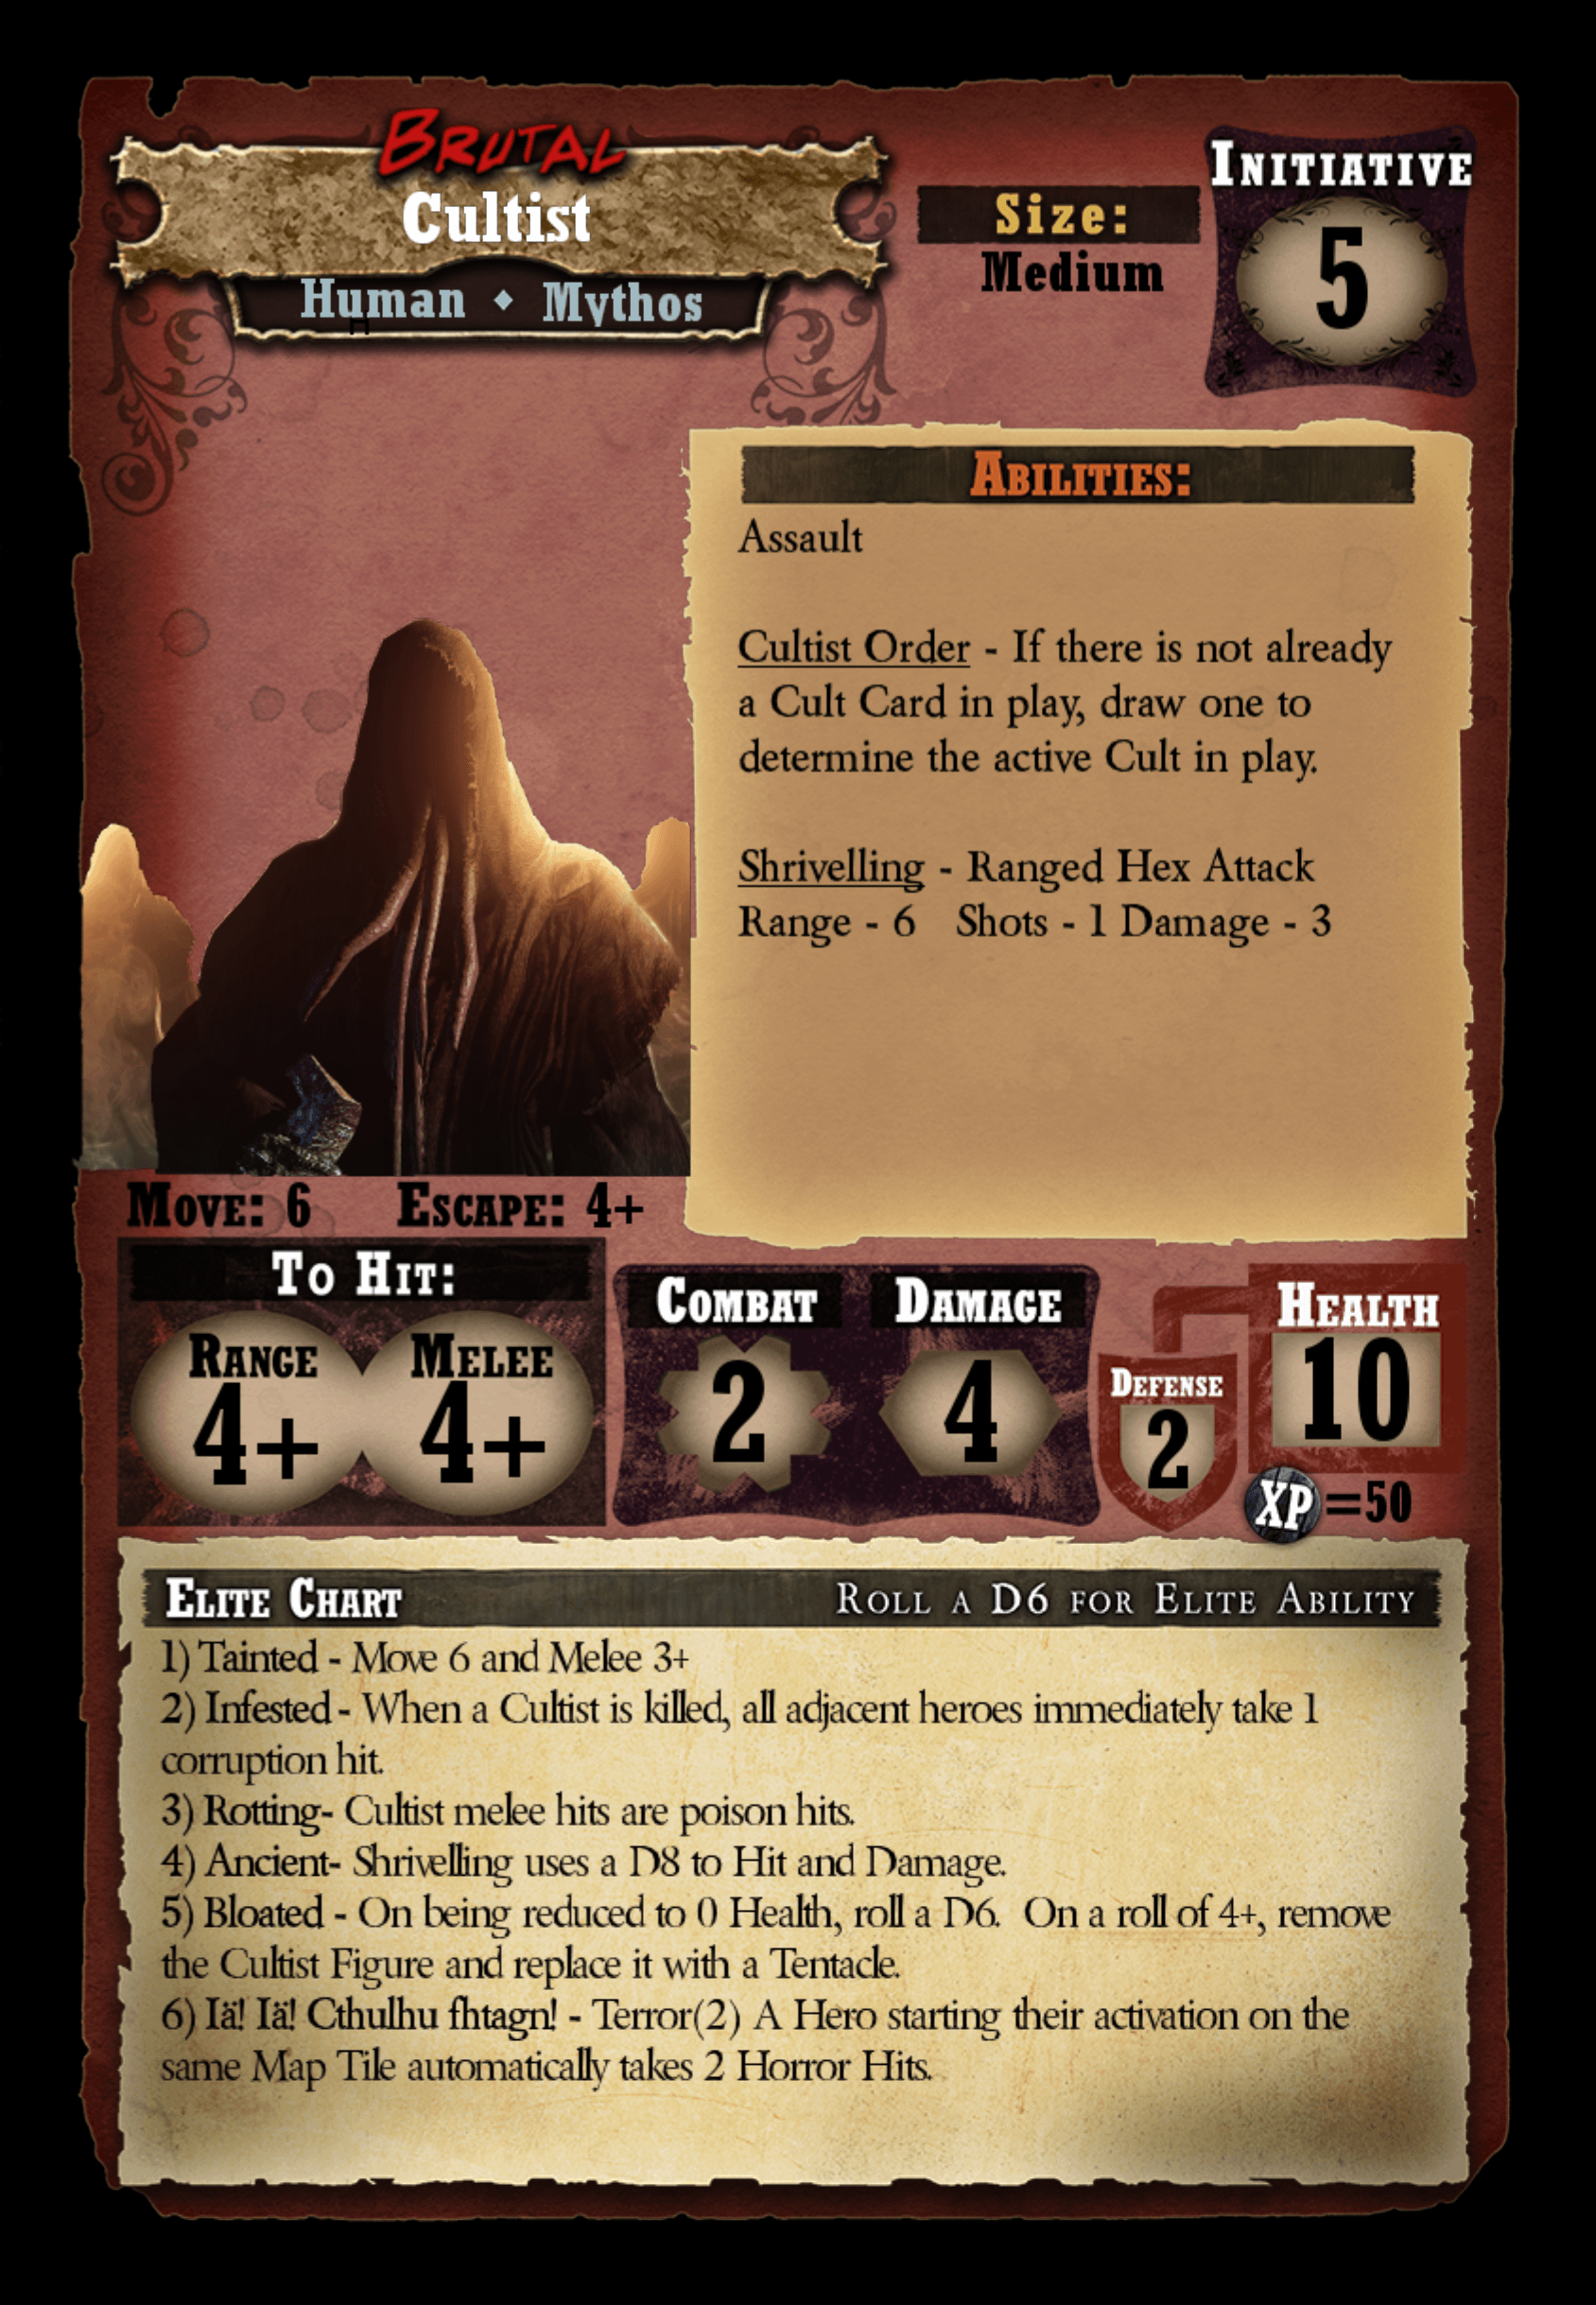 BRUTAL
Cultist
Human ◆ Mythos
Size:
Medium
INITIATIVE
5
ABILITIES:
Assault
Cultist Order - If there is not already
a Cult Card in play, draw one to
determine the active Cult in play.
Shrivelling - Ranged Hex Attack
Range - 6 Shots - 1 Damage - 3
MOVE: 6 ESCAPE: 4+
TO HIT:
RANGE
4+
MELEE
4+
COMBAT
2
DAMAGE
4
DEFENSE
2
HEALTH
10
XP=50
ELITE CHART ROLL A D6 FOR ELITE ABILITY
1) Tainted - Move 6 and Melee 3+
2) Infested - When a Cultist is killed, all adjacent heroes immediately take 1
corruption hit.
3) Rotting- Cultist melee hits are poison hits.
4) Ancient- Shrivelling uses a D8 to Hit and Damage.
5) Bloated - On being reduced to 0 Health, roll a D6. On a roll of 4+, remove
the Cultist Figure and replace it with a Tentacle.
6) Iä! Iä! Cthulhu fhtagn! - Terror(2) A Hero starting their activation on the
same Map Tile automatically takes 2 Horror Hits.